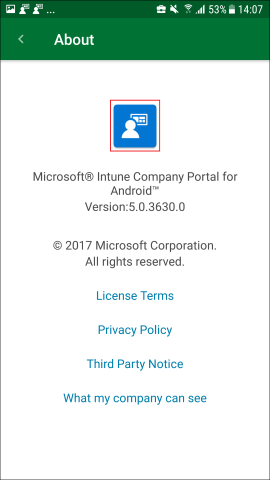 ... 53% 14:07
About
Microsoft® Intune Company Portal for
Android™
Version:5.0.3630.0
© 2017 Microsoft Corporation.
All rights reserved.
License Terms
Privacy Policy
Third Party Notice
What my company can see